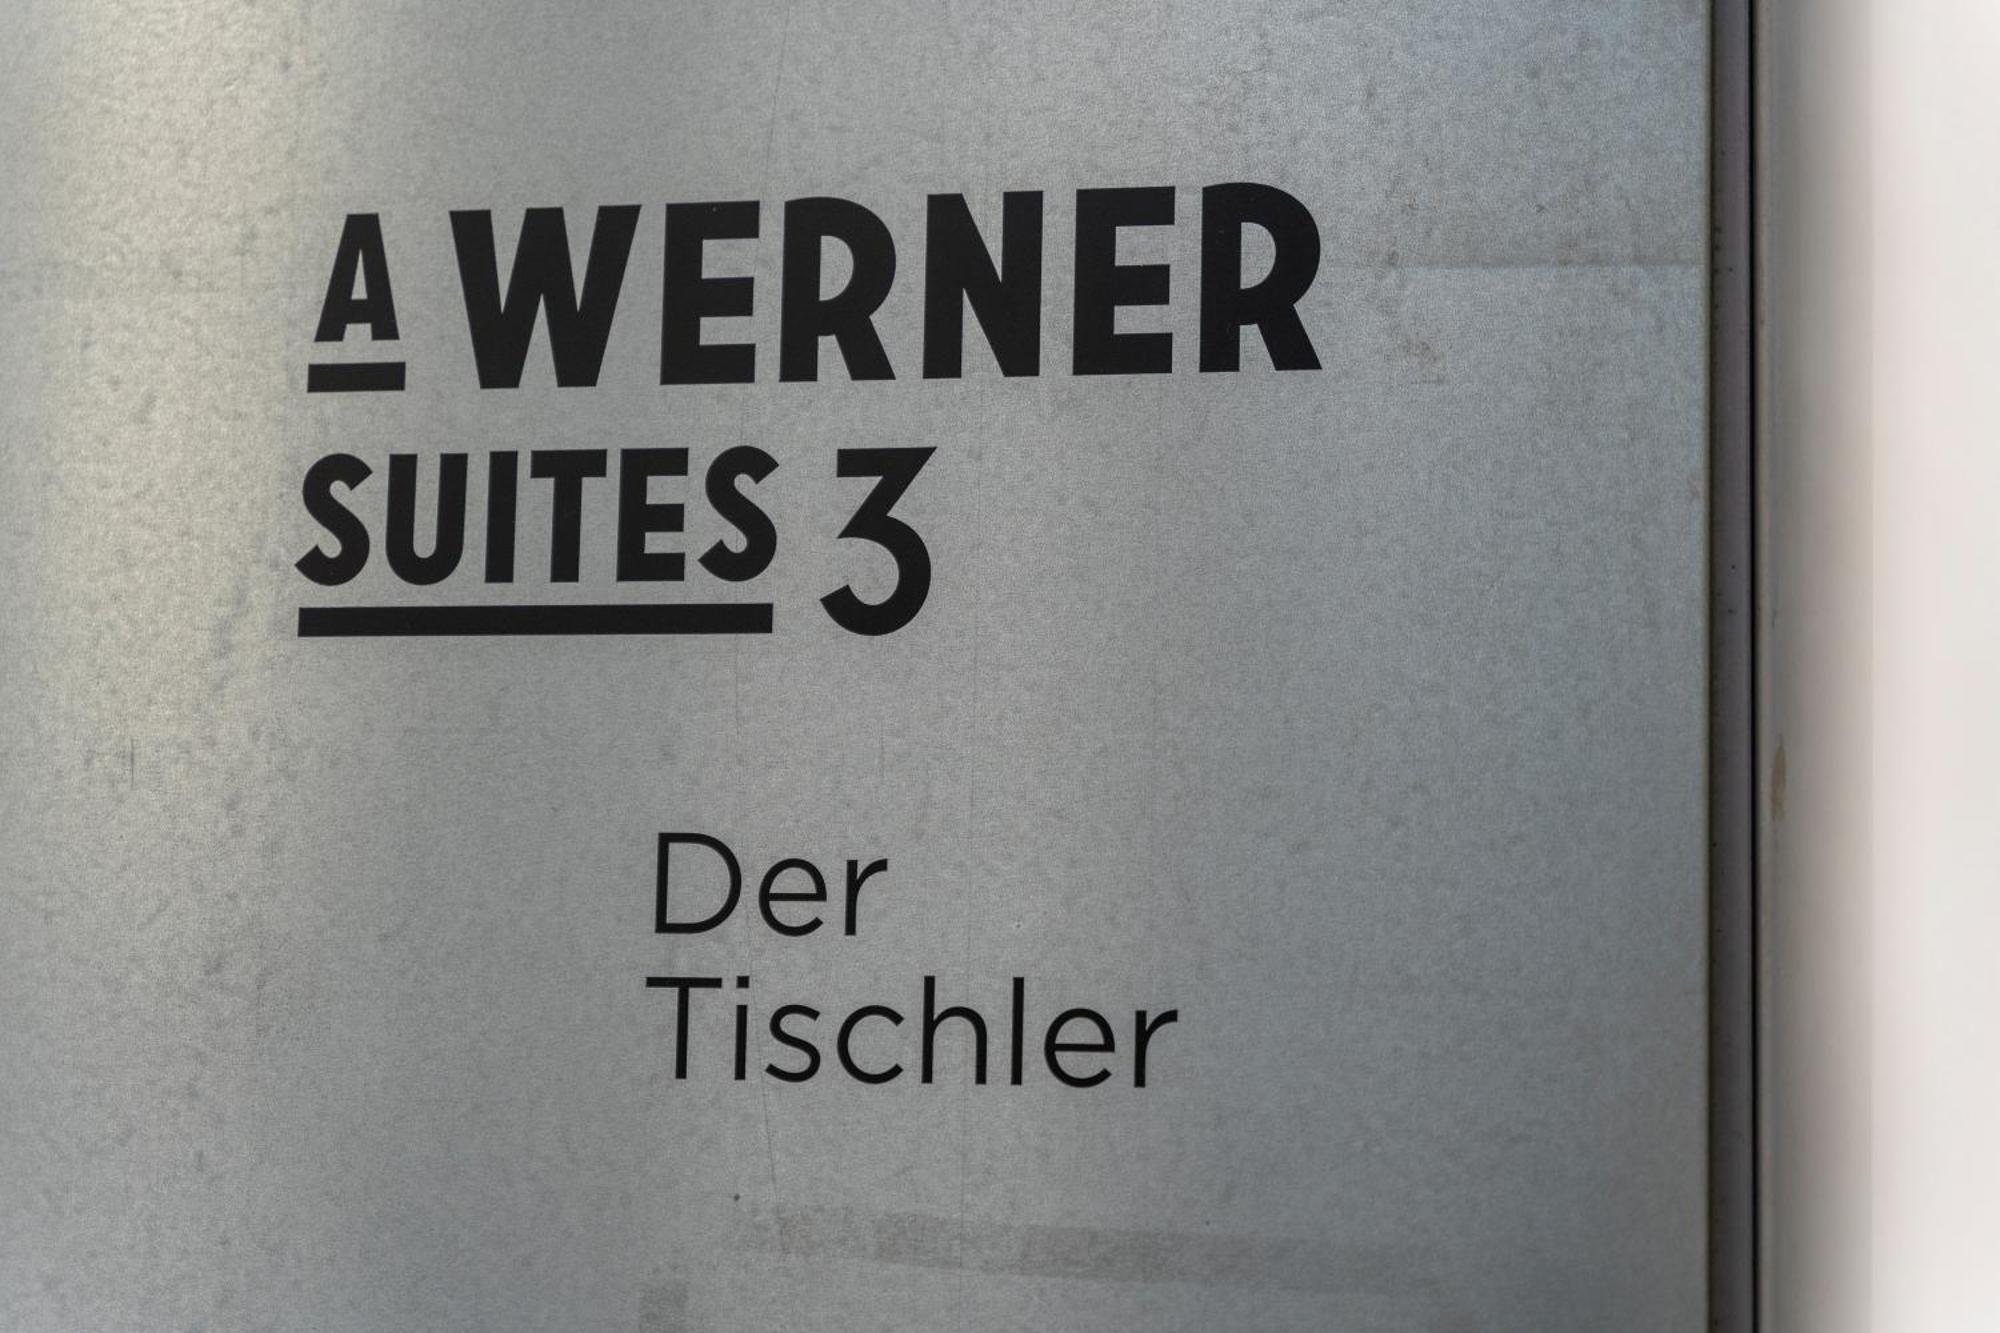 A WERNER
SUITES 3
Der
Tischler